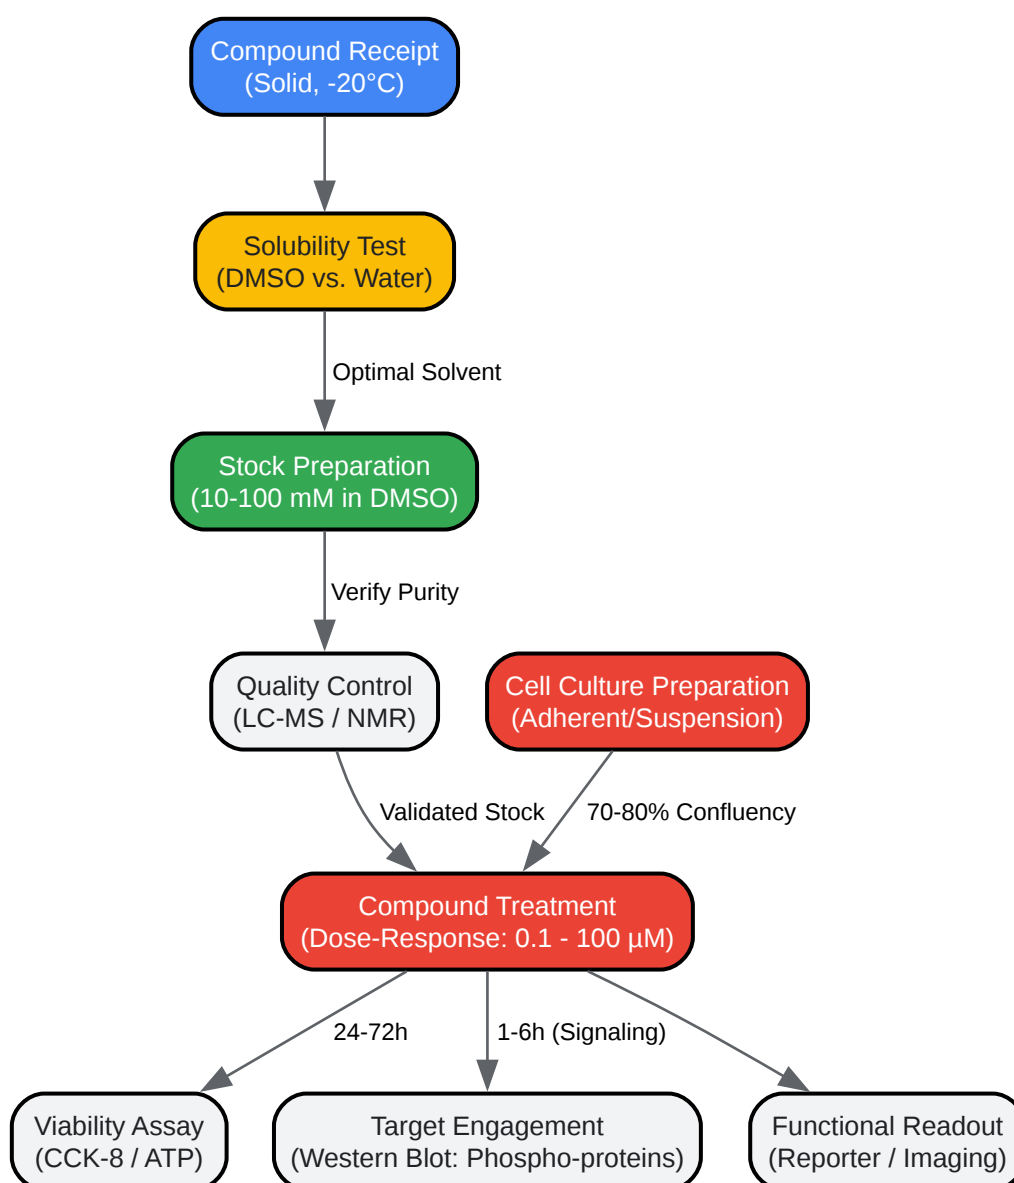 Compound Receipt
(Solid, -20°C)
Solubility Test
(DMSO vs. Water)
Optimal Solvent
Stock Preparation
(10-100 mM in DMSO)
Verify Purity
Quality Control
(LC-MS / NMR)
Cell Culture Preparation
(Adherent/Suspension)
Validated Stock
70-80% Confluency
Compound Treatment
(Dose-Response: 0.1 - 100 µM)
24-72h
1-6h (Signaling)
Viability Assay
(CCK-8 / ATP)
Target Engagement
(Western Blot: Phospho-proteins)
Functional Readout
(Reporter / Imaging)